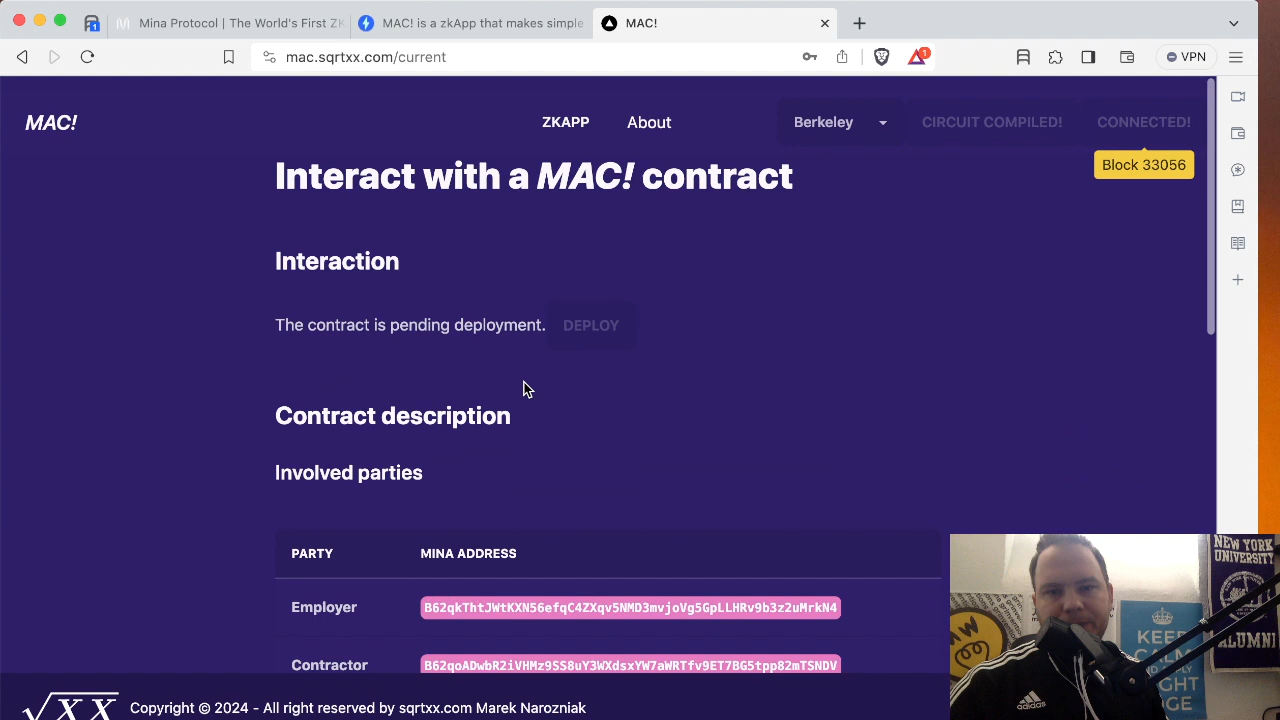 Mina Protocol | The World's First ZK
MAC! is a zkApp that makes simple
MAC!
mac.sqrtxx.com/current
1
VPN
MAC!
ZKAPP
About
Berkeley
CIRCUIT COMPILED!
CONNECTED!
Block 33056
Interact with a MAC! contract
Interaction
The contract is pending deployment.
DEPLOY
Contract description
Involved parties
PARTY
MINA ADDRESS
Employer
B62qkThtJWtKXN56efqC4ZXqv5NMD3mvjoVg5GpLLHRv9b3z2uMrkN4
Contractor
B62qoADwbR2iVHMz9SS8uY3WXdsxYW7aWRTfv9ET7BG5tpp82mTSNDV
√XX
Copyright © 2024 - All right reserved by sqrtxx.com Marek Narozniak
NEW YORK
UNIVERSITY
ALUMNI
KEEP
adidas